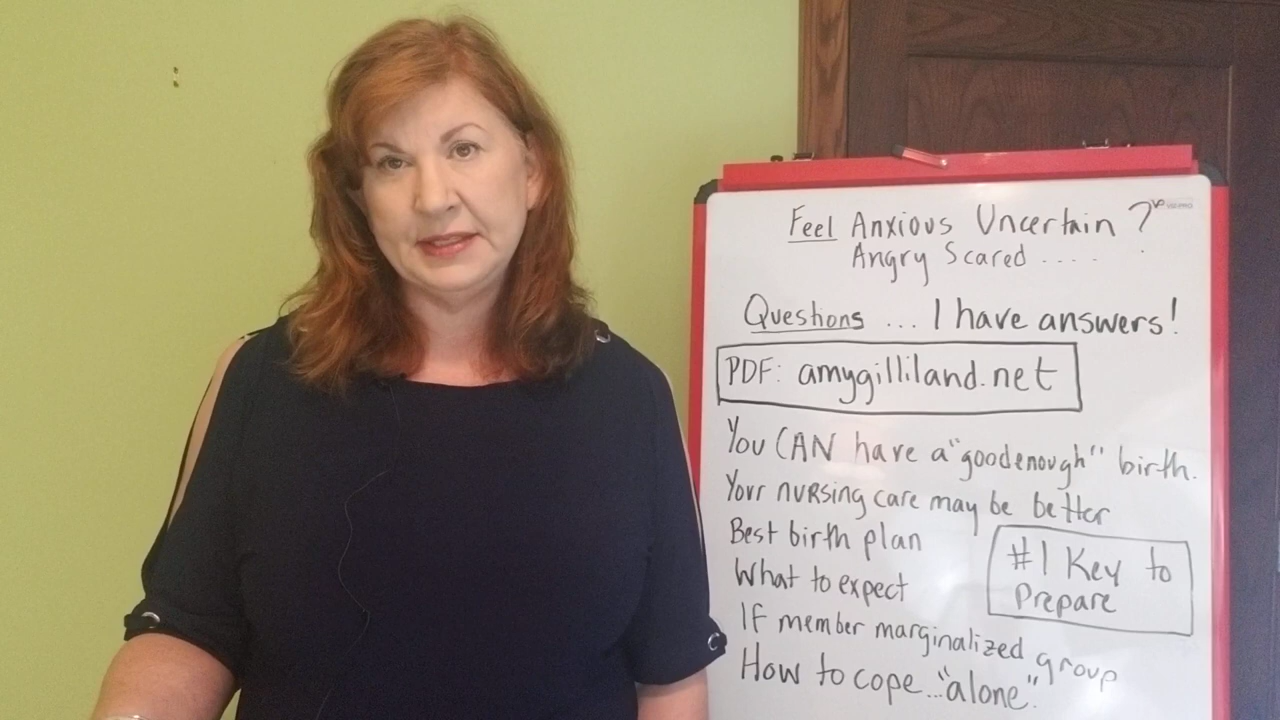 Feel Anxious Uncertain ?
Angry Scared .....
Questions ... I have answers!
PDF: amygilliland.net
You CAN have a "goodenough" birth.
Your nursing care may be better
Best birth plan
#1 Key to
Prepare
What to expect
If member marginalized group
How to cope..."alone".